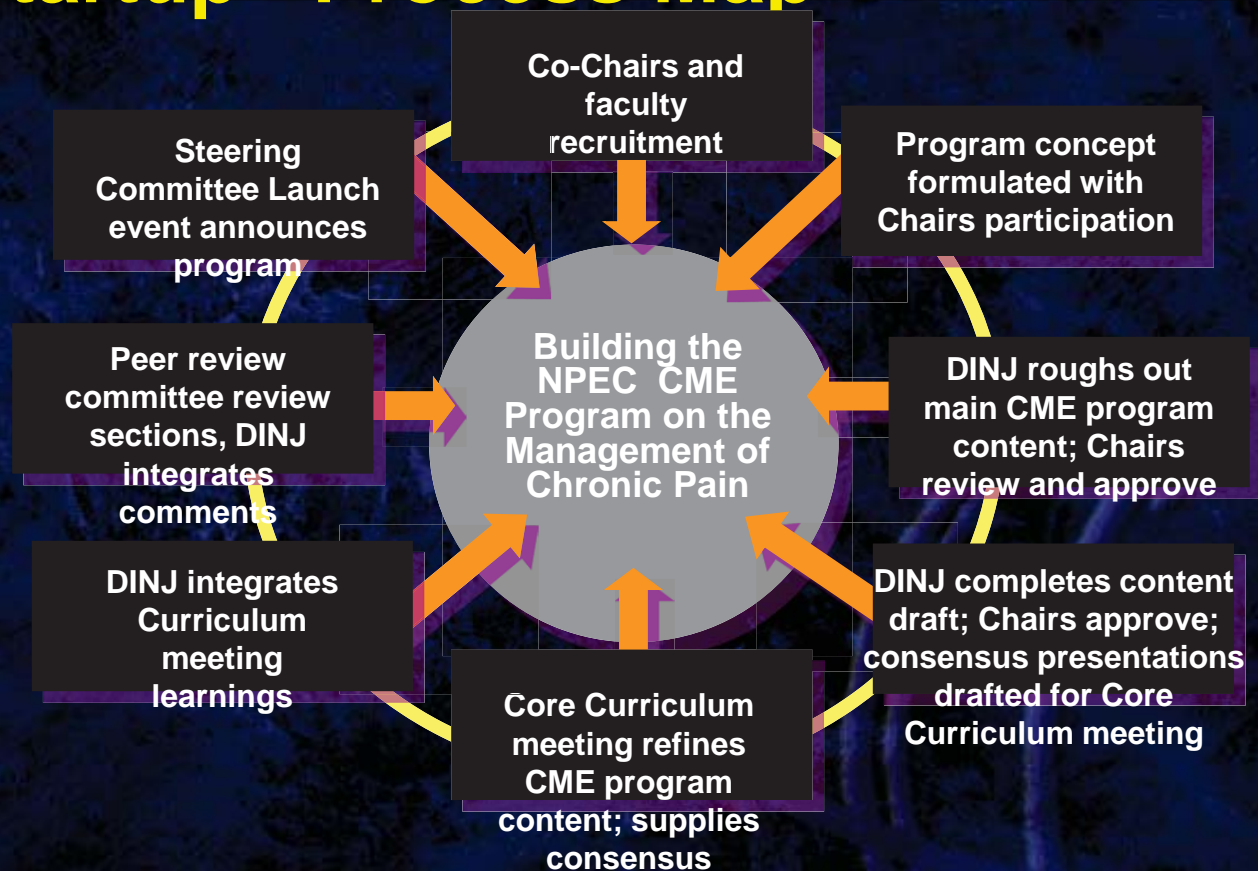 Process Map
Co-Chairs and
faculty
recruitment
Program concept
formulated with
Chairs participation
DINJ roughs out
main CME program
content; Chairs
review and approve
DINJ completes content
draft; Chairs approve;
consensus presentations
drafted for Core
Curriculum meeting
Core Curriculum
meeting refines
CME program
content; supplies
consensus
DINJ integrates
Curriculum
meeting
learnings
Peer review
committee review
sections, DINJ
integrates
comments
Steering
Committee Launch
event announces
program
Building the
NPEC CME
Program on the
Management of
Chronic Pain